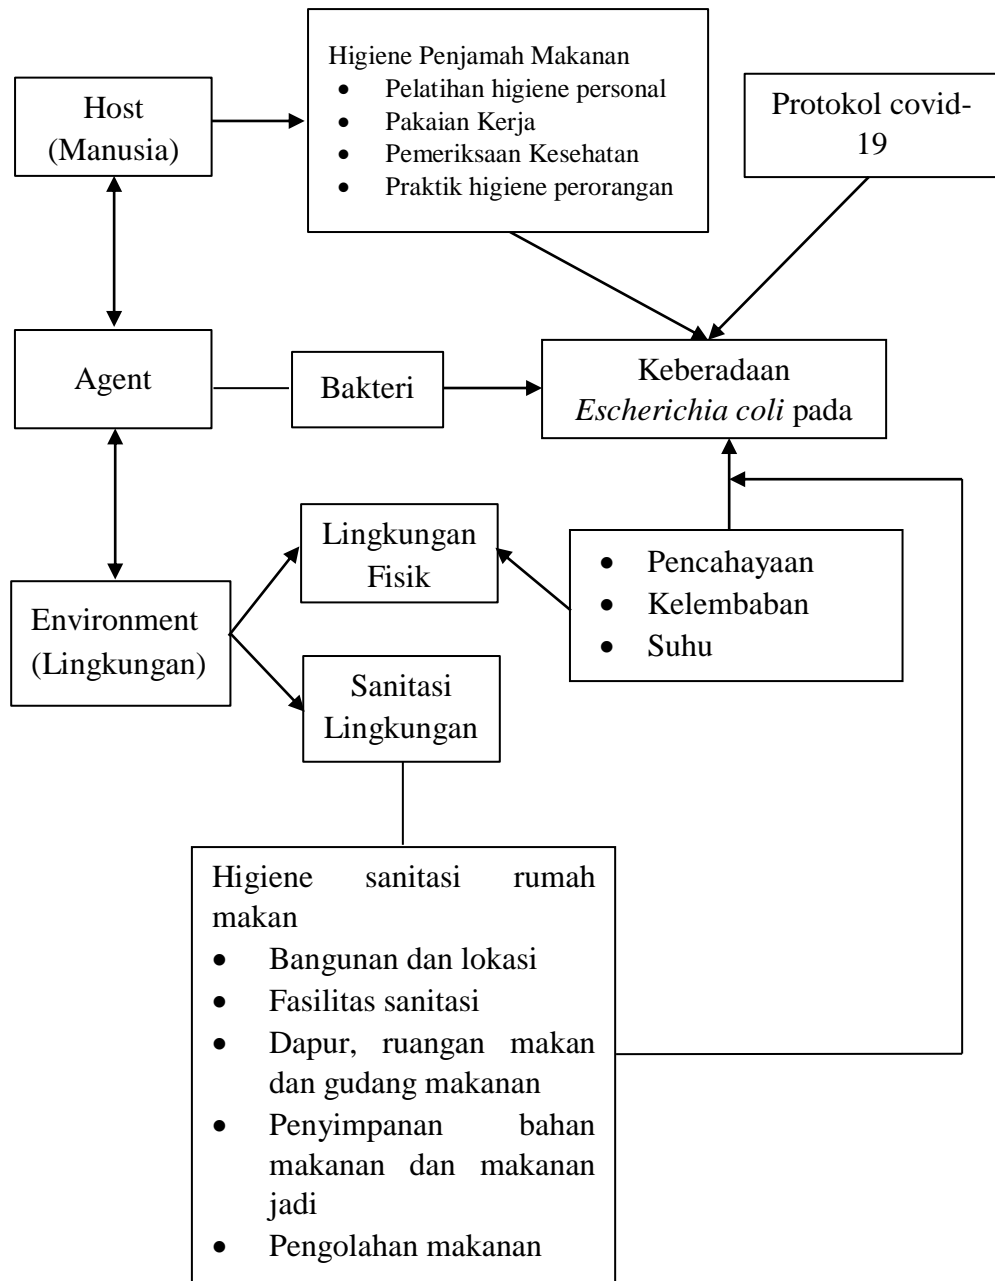 Higiene Penjamah Makanan
• Pelatihan higiene personal
• Pakaian Kerja
• Pemeriksaan Kesehatan
• Praktik higiene perorangan
Host
(Manusia)
Protokol covid-
19
Agent
Bakteri
Keberadaan
Escherichia coli pada
Lingkungan
Fisik
• Pencahayaan
• Kelembaban
• Suhu
Environment
(Lingkungan)
Sanitasi
Lingkungan
Higiene sanitasi rumah
makan
• Bangunan dan lokasi
• Fasilitas sanitasi
• Dapur, ruangan makan
dan gudang makanan
• Penyimpanan bahan
makanan dan makanan
jadi
• Pengolahan makanan